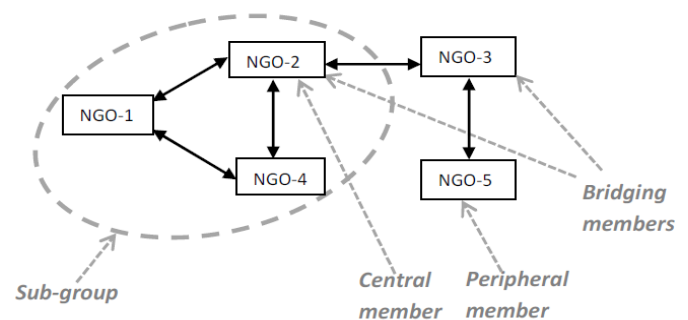 NGO-2
NGO-3
NGO-1
NGO-4
NGO-5
Bridging
members
Sub-group
Central
member
Peripheral
member